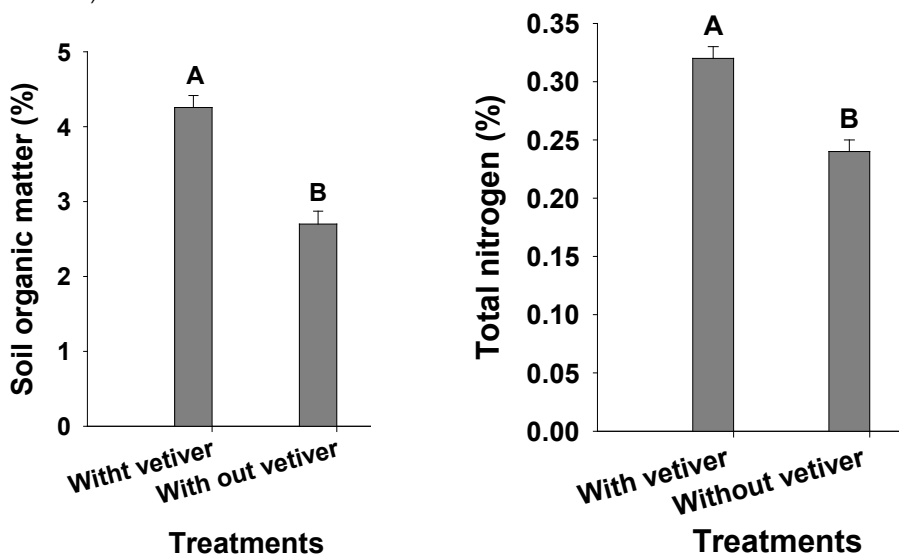 Soil organic matter (%)
5
4
3
2
1
0
A
B
Witht vetiver
With out vetiver
Treatments
Total nitrogen (%)
0.35
0.30
0.25
0.20
0.15
0.10
0.05
0.00
A
B
With vetiver
Without vetiver
Treatments